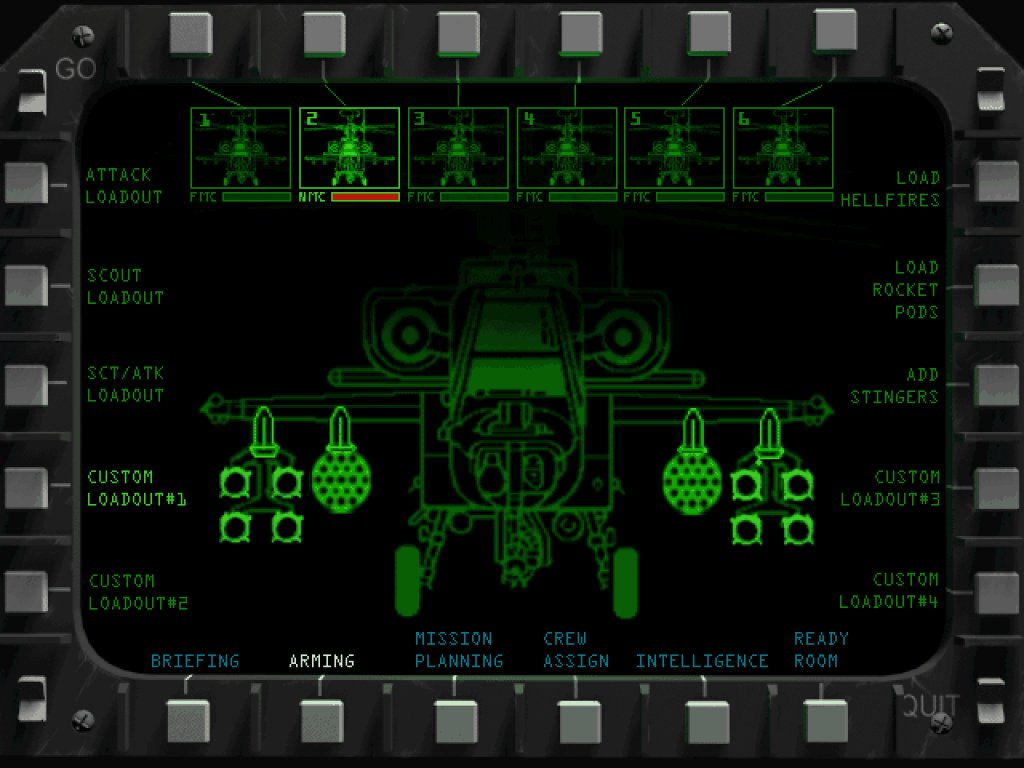 GO
1 2 3 4 5 6
FMC NMC FMC FMC FMC FMC
ATTACK
LOADOUT
SCOUT
LOADOUT
SCT/ATK
LOADOUT
CUSTOM
LOADOUT#1
CUSTOM
LOADOUT#2
LOAD
HELLFIRES
LOAD
ROCKET
PODS
ADD
STINGERS
CUSTOM
LOADOUT#3
CUSTOM
LOADOUT#4
BRIEFING
ARMING
MISSION
PLANNING
CREW
ASSIGN
INTELLIGENCE
READY
ROOM
QUIT